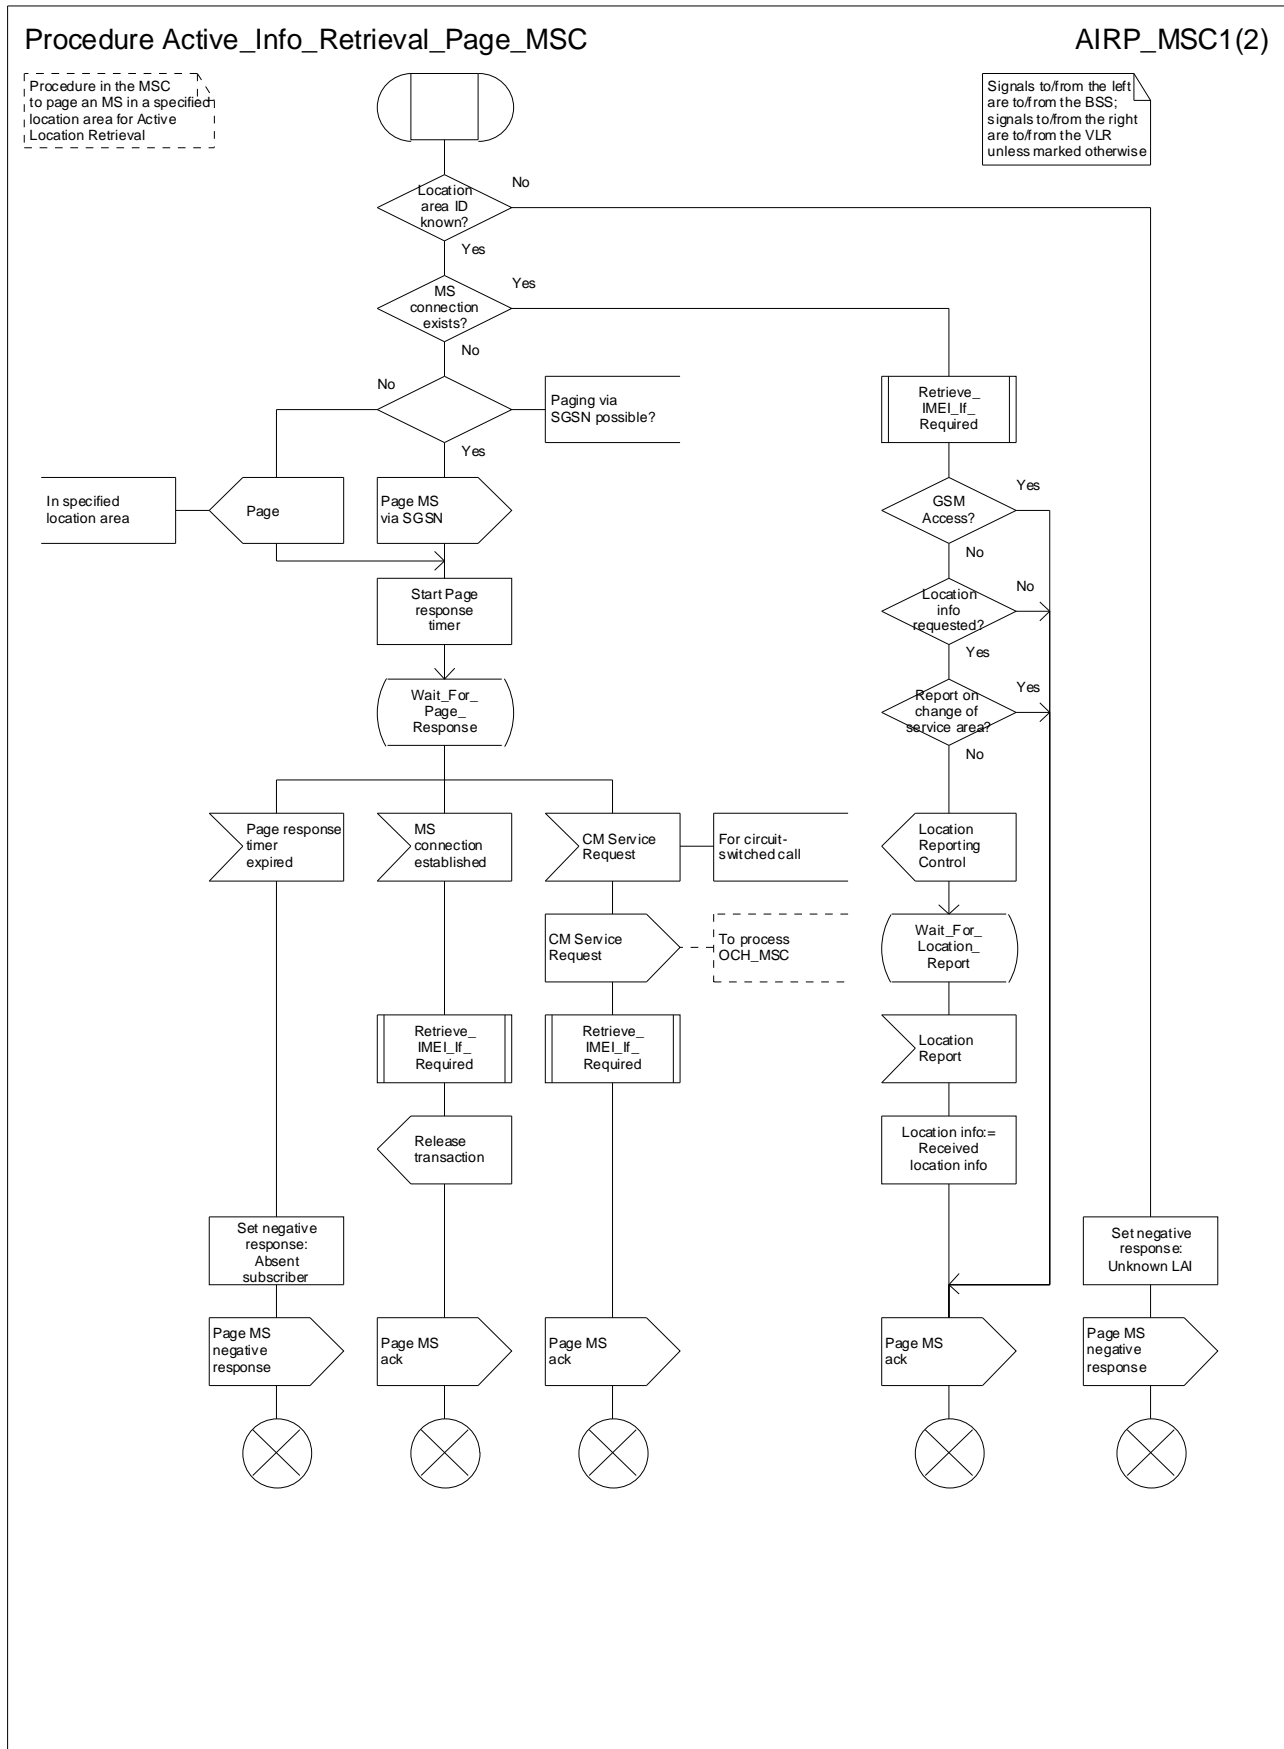 Procedure Active_Info_Retrieval_Page_MSC
AIRP_MSC1(2)
Procedure in the MSC
to page an MS in a specified
location area for Active
Location Retrieval
Signals to/from the left
are to/from the BSS;
signals to/from the right
are to/from the VLR
unless marked otherwise
Location
area ID
known?
No
Yes
MS
connection
exists?
Yes
No
No
Paging via
SGSN possible?
Yes
Retrieve_
IMEI_If_
Required
In specified
location area
Page
Page MS
via SGSN
GSM
Access?
Yes
No
Start Page
response
timer
Location
info
requested?
No
Yes
Wait_For_
Page_
Response
Report on
change of
service area?
Yes
No
Page response
timer
expired
MS
connection
established
CM Service
Request
For circuit-
switched call
Location
Reporting
Control
CM Service
Request
To process
OCH_MSC
Wait_For_
Location_
Report
Retrieve_
IMEI_If_
Required
Retrieve_
IMEI_If_
Required
Location
Report
Release
transaction
Location info:=
Received
location info
Set negative
response:
Absent
subscriber
Set negative
response:
Unknown LAI
Page MS
negative
response
Page MS
ack
Page MS
ack
Page MS
ack
Page MS
negative
response